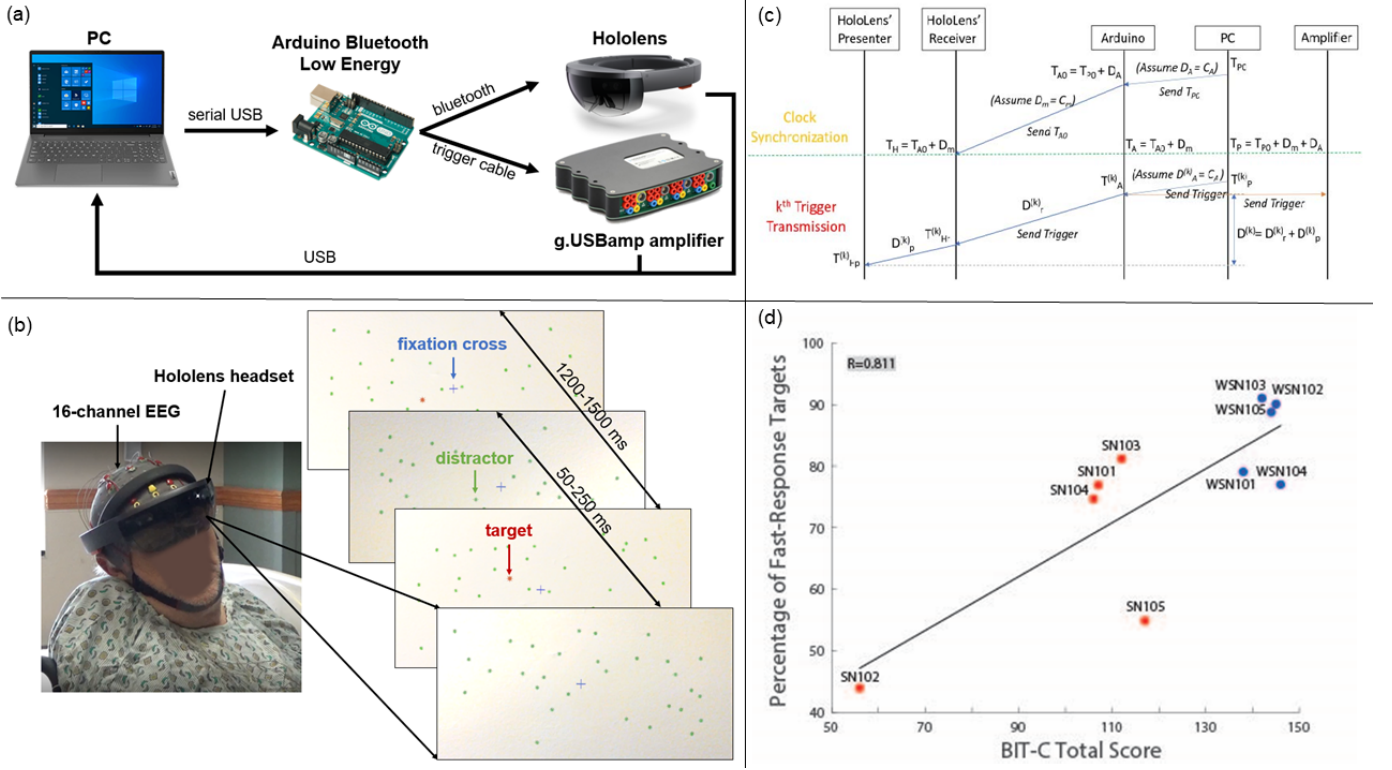 (a)
PC
Arduino Bluetooth
Low Energy
Hololens
serial USB
bluetooth
trigger cable
g.USBamp amplifier
USB
(b)
Hololens headset
16-channel EEG
fixation cross
1200-1500 ms
distractor
50-250 ms
target
(c)
HoloLens'
Presenter
HoloLens'
Receiver
Arduino
PC
Amplifier
T_A0 = T_P0 + D_A
(Assume D_A = C_A)
T_PC
Send T_PC
(Assume D_m = C_m)
Send T_A0
Clock
Synchronization
T_H = T_A0 + D_m
T_A = T_A0 + D_m
T_P = T_P0 + D_m + D_A
k^th Trigger
Transmission
T^(k)_A
(Assume D^(k)_A = C_A)
T^(k)_P
Send Trigger
Send Trigger
D^(k)_r
Send Trigger
D^(k) = D^(k)_r + D^(k)_p
D^(k)_p
T^(k)_Hr
T^(k)_Hp
(d)
R=0.811
Percentage of Fast-Response Targets
100
90
80
70
60
50
40
WSN103
WSN102
WSN105
SN103
SN101
SN104
WSN104
WSN101
SN105
SN102
50
70
90
110
130
150
BIT-C Total Score